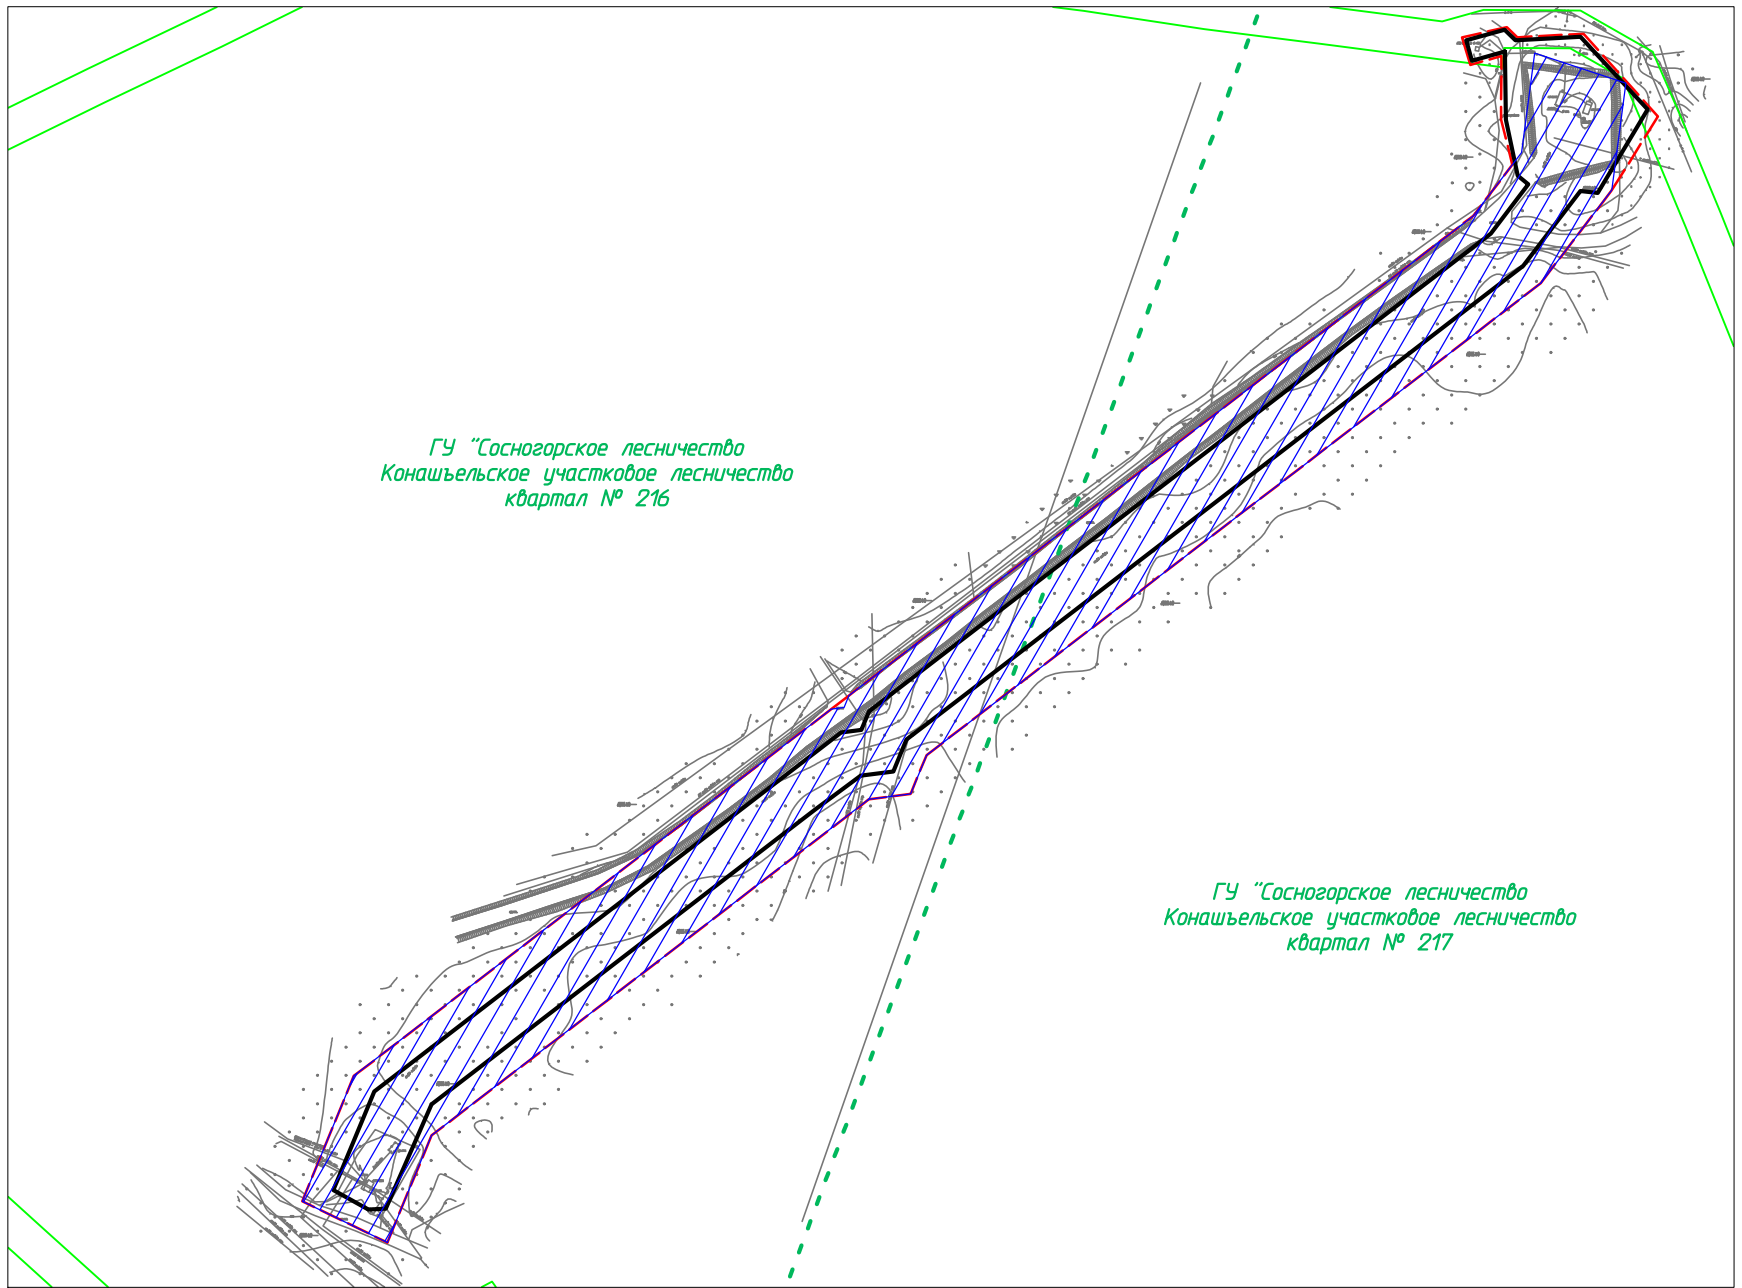 ГУ "Сосногорское лесничество
Конашъельское участковое лесничество
квартал № 216
ГУ "Сосногорское лесничество
Конашъельское участковое лесничество
квартал № 217